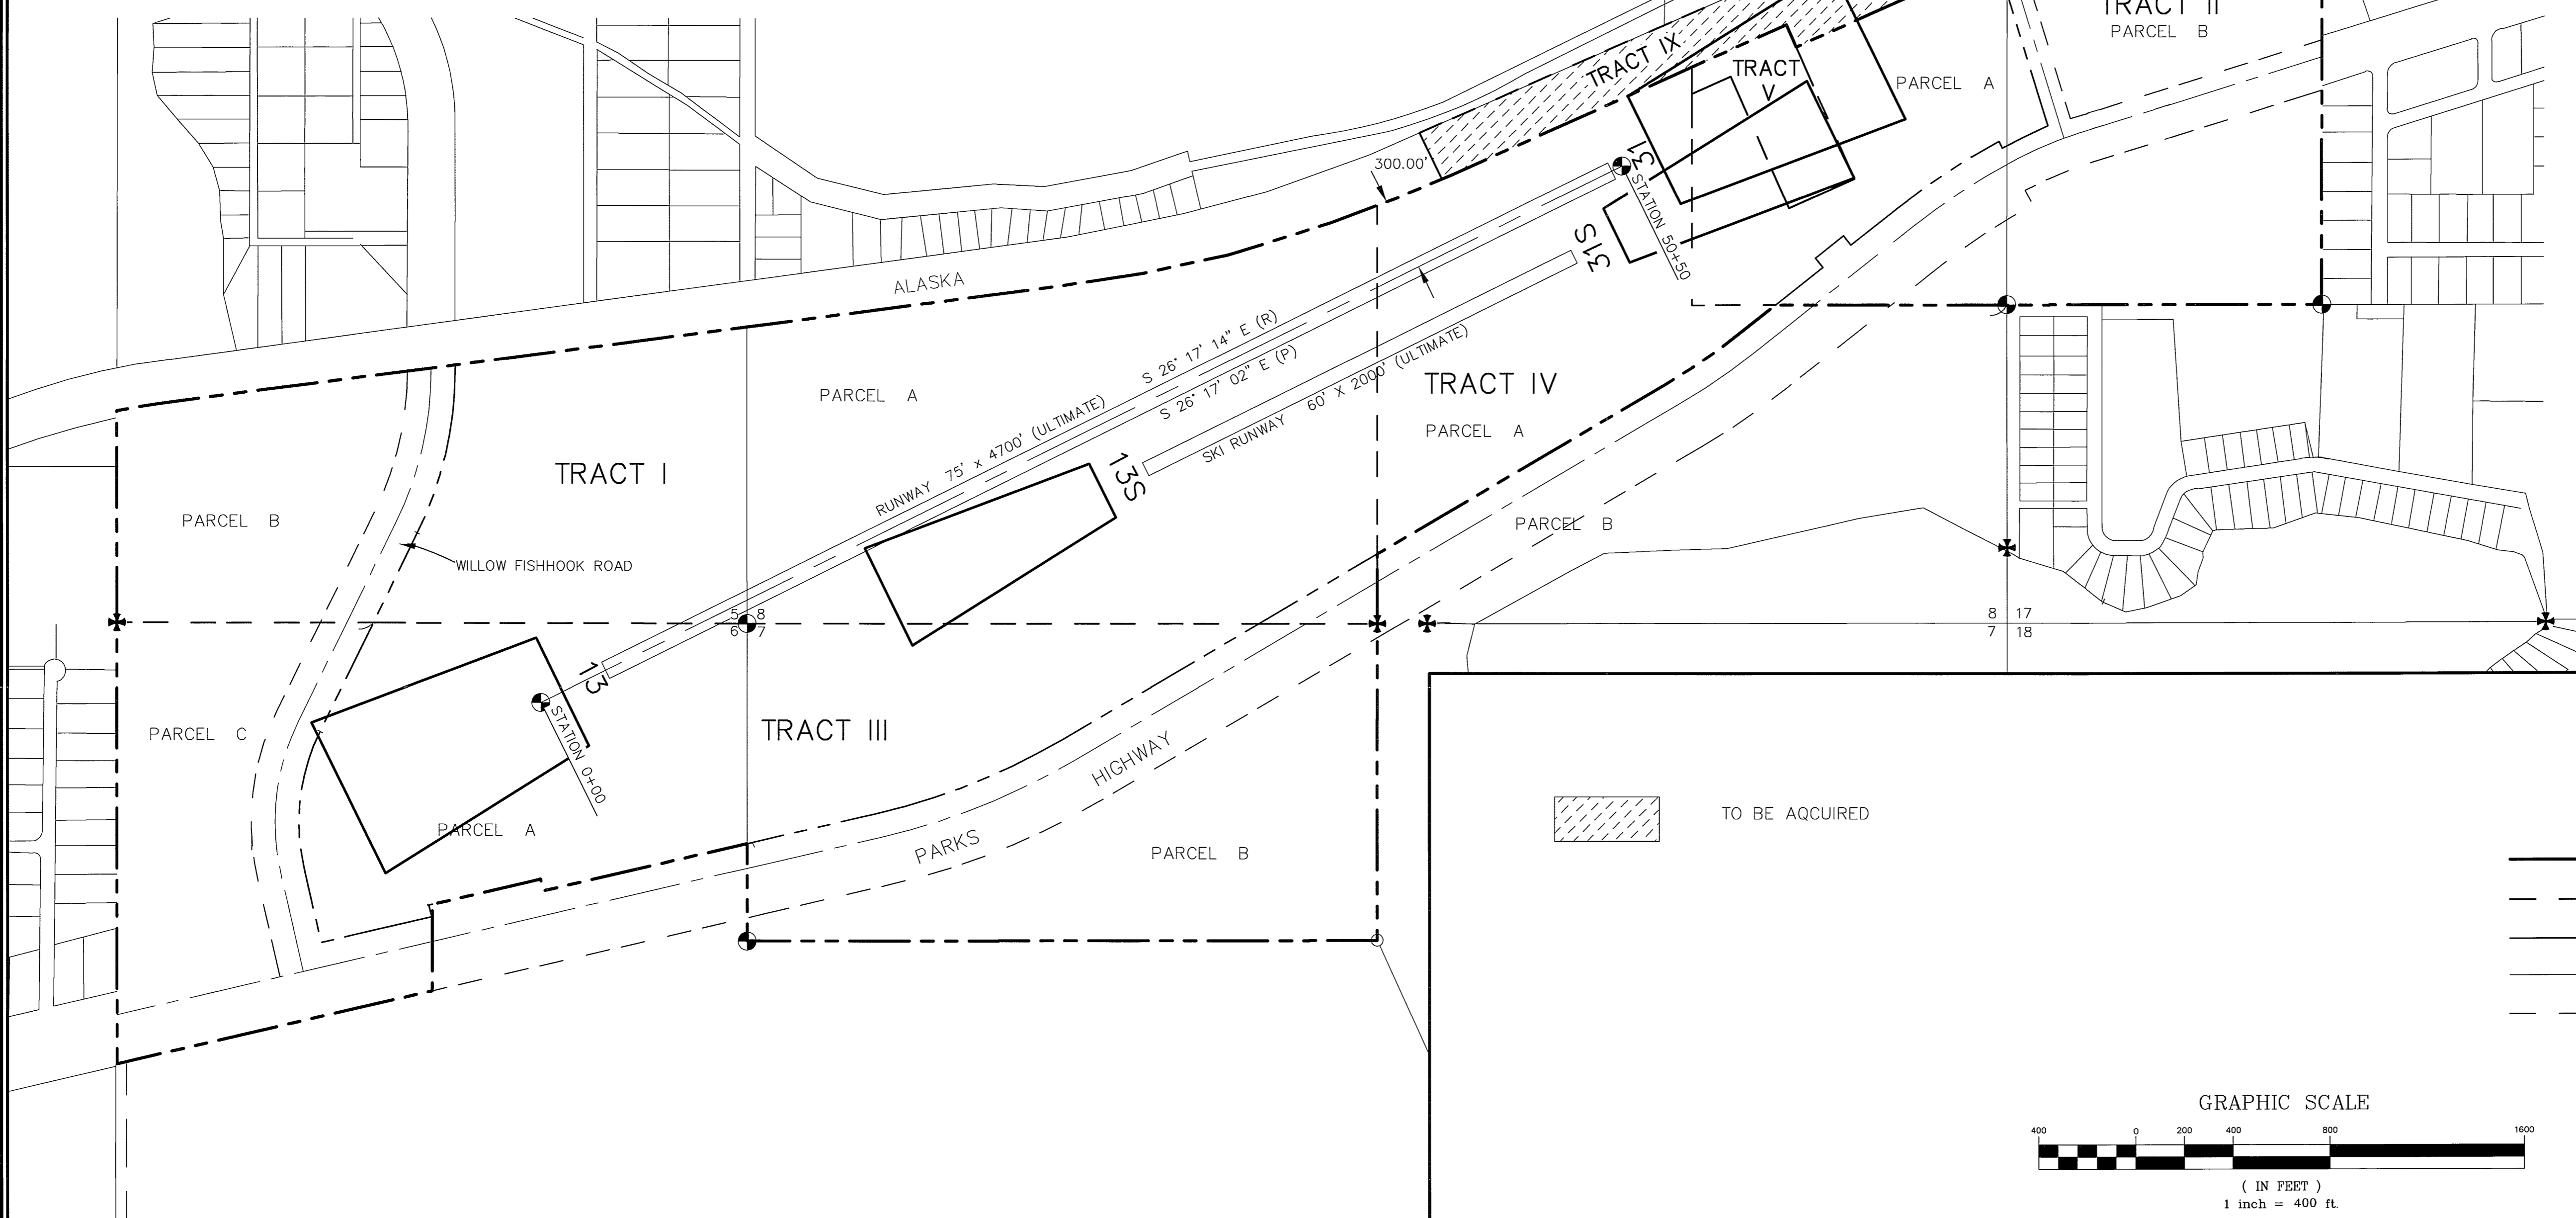 TRACT II
PARCEL B
TRACT IX
TRACT
V
PARCEL A
31
300.00'
STATION 50+50
31S
ALASKA
S 26° 17' 14" E (R)
S 26° 17' 02" E (P)
RUNWAY 75' x 4700' (ULTIMATE)
SKI RUNWAY 60' X 2000' (ULTIMATE)
TRACT IV
PARCEL A
PARCEL A
13S
TRACT I
PARCEL B
PARCEL B
WILLOW FISHHOOK ROAD
5 8
6 7
8 17
7 18
13
STATION 0+00
TRACT III
PARCEL C
PARCEL A
HIGHWAY
PARKS
PARCEL B
TO BE AQCUIRED
GRAPHIC SCALE
400 0 200 400 800 1600
( IN FEET )
1 inch = 400 ft.